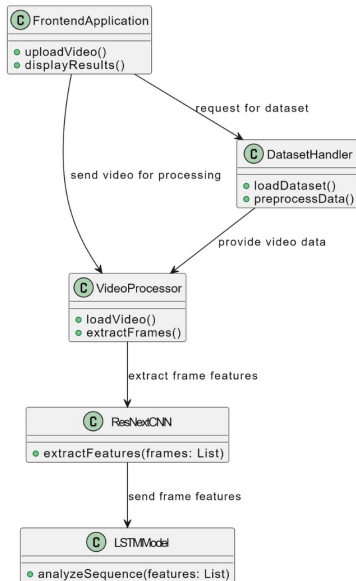 C FrontendApplication
uploadVideo()
displayResults()
request for dataset
C DatasetHandler
send video for processing
loadDataset()
preprocessData()
provide video data
C VideoProcessor
loadVideo()
extractFrames()
extract frame features
C ResNextCNN
extractFeatures(frames: List)
send frame features
C LSTMModel
analyzeSequence(features: List)